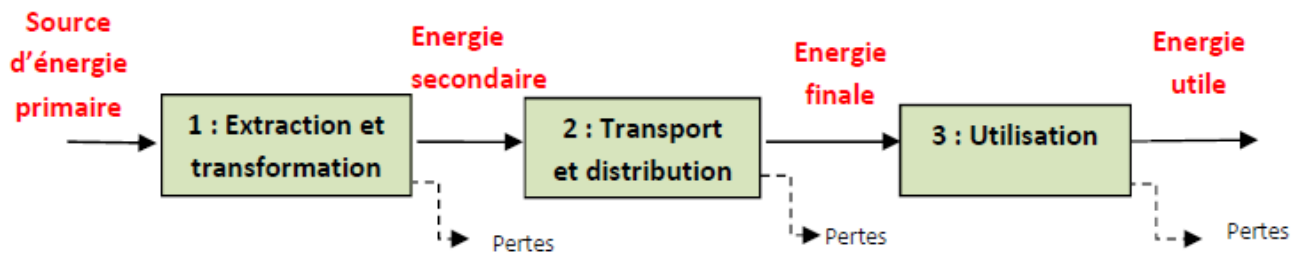 Source
d'énergie
primaire
1 : Extraction et
transformation
Pertes
Energie
secondaire
2 : Transport
et distribution
Pertes
Energie
finale
3 : Utilisation
Pertes
Energie
utile